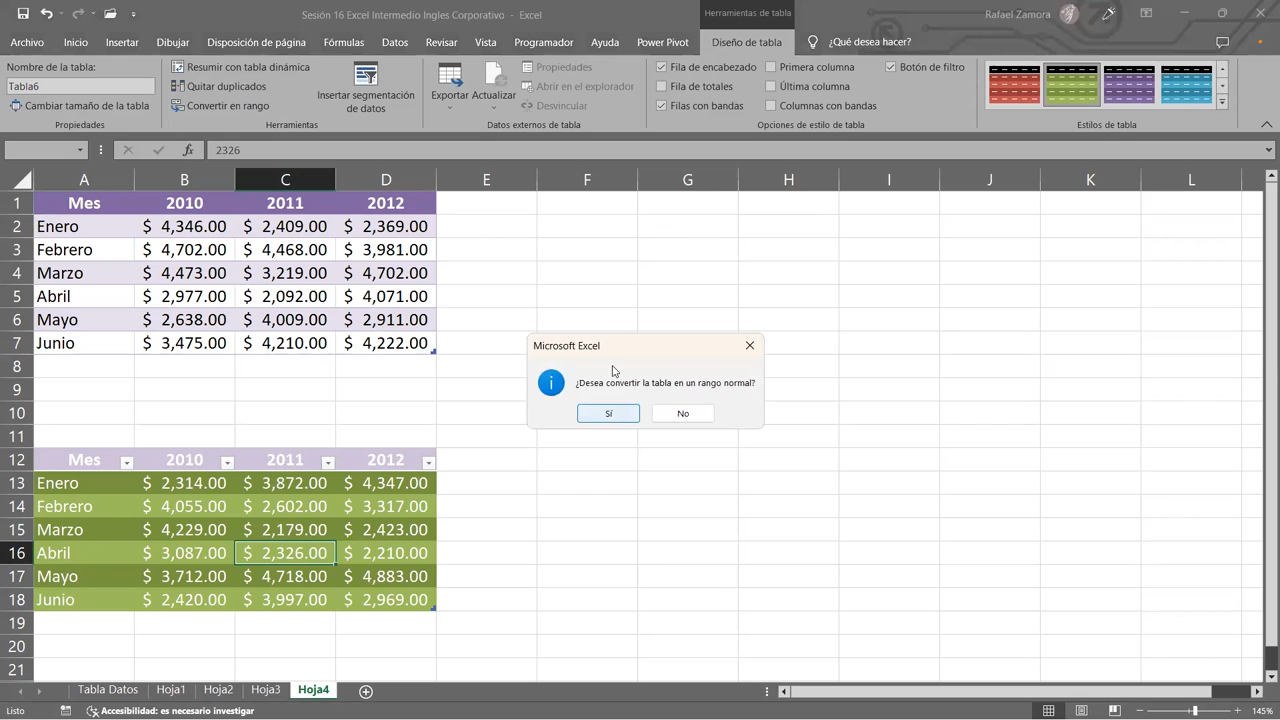 Sesión 16 Excel Intermedio Ingles Corporativo - Excel
Herramientas de tabla
Rafael Zamora
Archivo Inicio Insertar Dibujar Disposición de página Fórmulas Datos Revisar Vista Programador Ayuda Power Pivot Diseño de tabla ¿Qué desea hacer?
Nombre de la tabla:
Tabla6
Cambiar tamaño de la tabla
Propiedades
Resumir con tabla dinámica
Quitar duplicados
Convertir en rango
Insertar segmentación
de datos
Herramientas
Exportar Actualizar
Propiedades
Abrir en el explorador
Desvincular
Datos externos de tabla
Fila de encabezado Primera columna Botón de filtro
Fila de totales Última columna
Filas con bandas Columnas con bandas
Opciones de estilo de tabla
Estilos de tabla
fx 2326
A B C D E F G H I J K L
1 Mes 2010 2011 2012
2 Enero $ 4,346.00 $ 2,409.00 $ 2,369.00
3 Febrero $ 4,702.00 $ 4,468.00 $ 3,981.00
4 Marzo $ 4,473.00 $ 3,219.00 $ 4,702.00
5 Abril $ 2,977.00 $ 2,092.00 $ 4,071.00
6 Mayo $ 2,638.00 $ 4,009.00 $ 2,911.00
7 Junio $ 3,475.00 $ 4,210.00 $ 4,222.00
8
9
10
11
Microsoft Excel
¿Desea convertir la tabla en un rango normal?
Sí No
12 Mes 2010 2011 2012
13 Enero $ 2,314.00 $ 3,872.00 $ 4,347.00
14 Febrero $ 4,055.00 $ 2,602.00 $ 3,317.00
15 Marzo $ 4,229.00 $ 2,179.00 $ 2,423.00
16 Abril $ 3,087.00 $ 2,326.00 $ 2,210.00
17 Mayo $ 3,712.00 $ 4,718.00 $ 4,883.00
18 Junio $ 2,420.00 $ 3,997.00 $ 2,969.00
19
20
21
Tabla Datos Hoja1 Hoja2 Hoja3 Hoja4
Listo Accesibilidad: es necesario investigar 145%